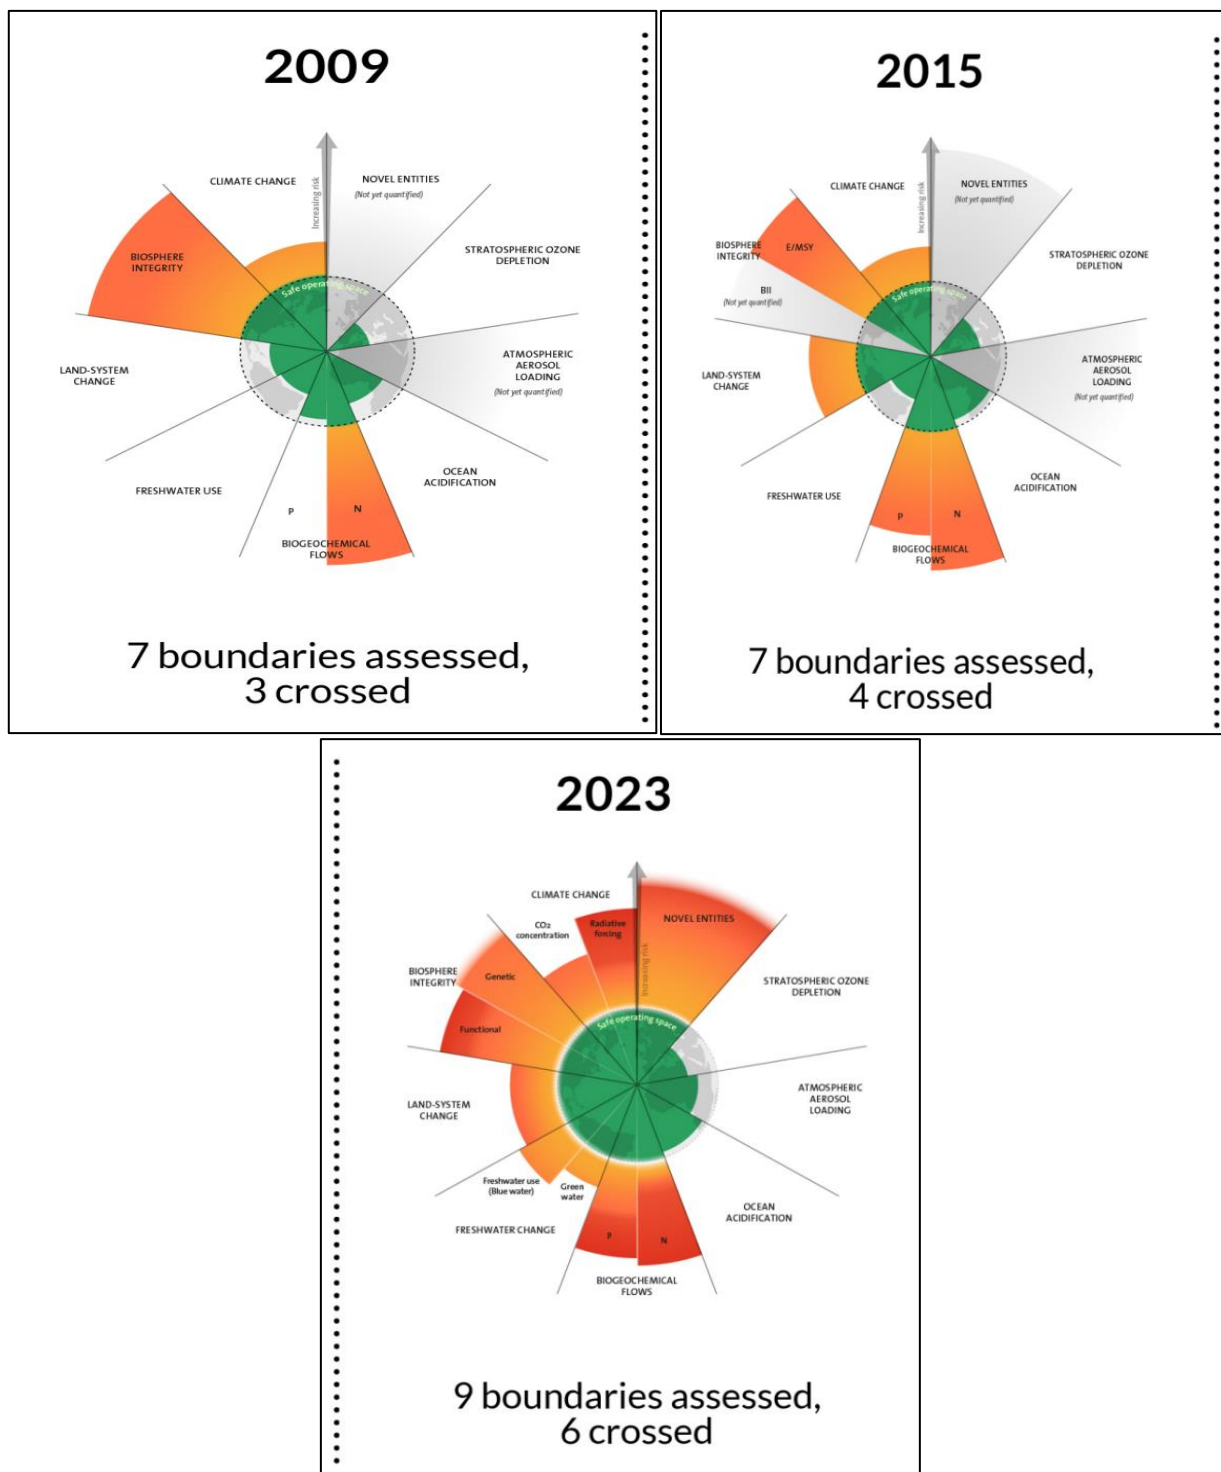 2009
CLIMATE CHANGE
Increasing risk
NOVEL ENTITIES
(Not yet quantified)
STRATOSPHERIC OZONE
DEPLETION
BIOSPHERE
INTEGRITY
Safe operating space
ATMOSPHERIC
AEROSOL
LOADING
(Not yet quantified)
LAND-SYSTEM
CHANGE
OCEAN
ACIDIFICATION
FRESHWATER USE
P
N
BIOGEOCHEMICAL
FLOWS
7 boundaries assessed,
3 crossed
2015
CLIMATE CHANGE
Increasing risk
NOVEL ENTITIES
(Not yet quantified)
STRATOSPHERIC OZONE
DEPLETION
BIOSPHERE
INTEGRITY
E/MSY
BII
(Not yet quantified)
Safe operating space
ATMOSPHERIC
AEROSOL
LOADING
(Not yet quantified)
LAND-SYSTEM
CHANGE
OCEAN
ACIDIFICATION
FRESHWATER USE
P
N
BIOGEOCHEMICAL
FLOWS
7 boundaries assessed,
4 crossed
2023
CLIMATE CHANGE
CO2
concentration
Radiative
forcing
Increasing risk
NOVEL ENTITIES
STRATOSPHERIC OZONE
DEPLETION
BIOSPHERE
INTEGRITY
Genetic
Functional
Safe operating space
ATMOSPHERIC
AEROSOL
LOADING
LAND-SYSTEM
CHANGE
Freshwater use
(Blue water)
Green
water
FRESHWATER CHANGE
OCEAN
ACIDIFICATION
P
N
BIOGEOCHEMICAL
FLOWS
9 boundaries assessed,
6 crossed